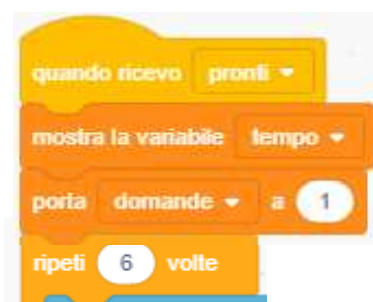 quando ricevo pronti
mostra la variabile tempo
porta domande a 1
ripeti 6 volte